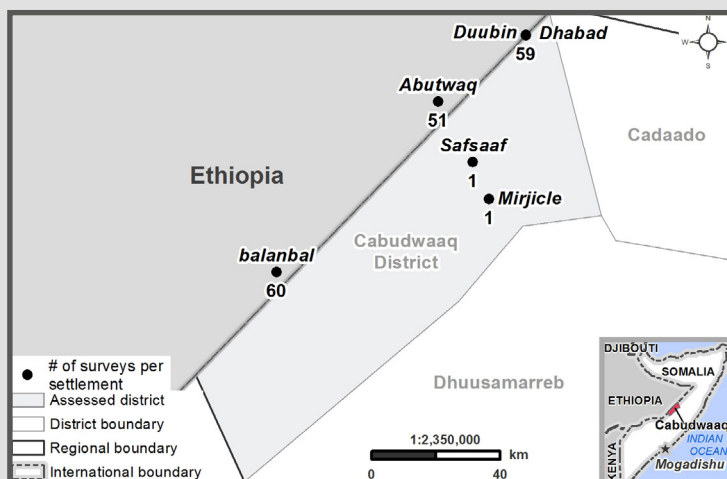 N
W
E
S
Duubin Dhabad
59
Abutwaq
51
Safsaaf
1
Mirjicle
1
Cadaado
Ethiopia
Cabudwaaq
District
balanbal
60
Dhuusamarreb
# of surveys per
settlement
Assessed district
District boundary
Regional boundary
International boundary
1:2,350,000
km
0 40
DJIBOUTI
SOMALIA
ETHIOPIA
Cabudwaaq
INDIAN
OCEAN
Mogadishu
KENYA